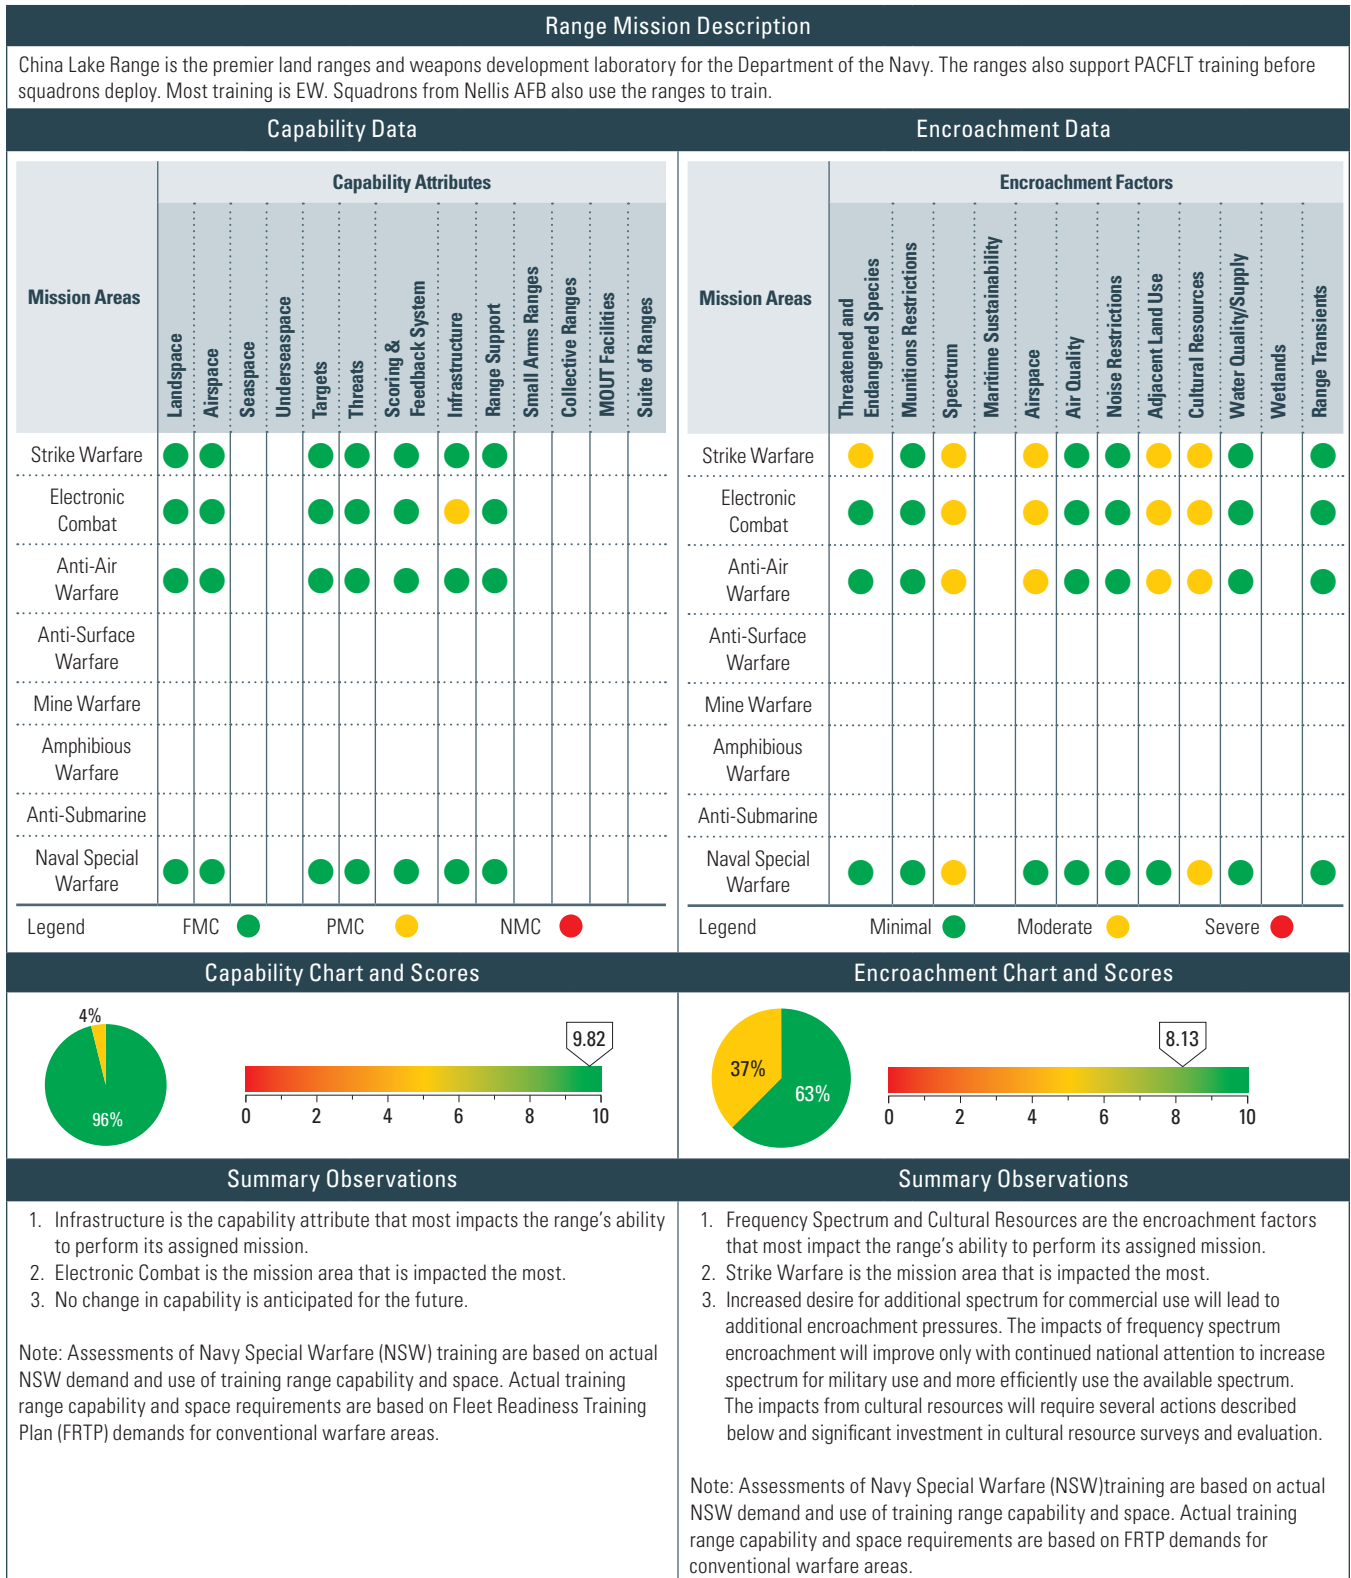 Range Mission Description
China Lake Range is the premier land ranges and weapons development laboratory for the Department of the Navy. The ranges also support PACFLT training before
squadrons deploy. Most training is EW. Squadrons from Nellis AFB also use the ranges to train.
Capability Data
Capability Attributes
Mission Areas
Landspace
Airspace
Seaspace
Underseaspace
Targets
Threats
Scoring &
Feedback System
Infrastructure
Range Support
Small Arms Ranges
Collective Ranges
MOUT Facilities
Suite of Ranges
Strike Warfare
Electronic
Combat
Anti-Air
Warfare
Anti-Surface
Warfare
Mine Warfare
Amphibious
Warfare
Anti-Submarine
Naval Special
Warfare
Legend FMC PMC NMC
Encroachment Data
Encroachment Factors
Mission Areas
Threatened and
Endangered Species
Munitions Restrictions
Spectrum
Maritime Sustainability
Airspace
Air Quality
Noise Restrictions
Adjacent Land Use
Cultural Resources
Water Quality/Supply
Wetlands
Range Transients
Strike Warfare
Electronic
Combat
Anti-Air
Warfare
Anti-Surface
Warfare
Mine Warfare
Amphibious
Warfare
Anti-Submarine
Naval Special
Warfare
Legend Minimal Moderate Severe
Capability Chart and Scores
4%
96%
9.82
0 2 4 6 8 10
Encroachment Chart and Scores
37%
63%
8.13
0 2 4 6 8 10
Summary Observations
1. Infrastructure is the capability attribute that most impacts the range's ability
to perform its assigned mission.
2. Electronic Combat is the mission area that is impacted the most.
3. No change in capability is anticipated for the future.
Note: Assessments of Navy Special Warfare (NSW) training are based on actual
NSW demand and use of training range capability and space. Actual training
range capability and space requirements are based on Fleet Readiness Training
Plan (FRTP) demands for conventional warfare areas.
Summary Observations
1. Frequency Spectrum and Cultural Resources are the encroachment factors
that most impact the range's ability to perform its assigned mission.
2. Strike Warfare is the mission area that is impacted the most.
3. Increased desire for additional spectrum for commercial use will lead to
additional encroachment pressures. The impacts of frequency spectrum
encroachment will improve only with continued national attention to increase
spectrum for military use and more efficiently use the available spectrum.
The impacts from cultural resources will require several actions described
below and significant investment in cultural resource surveys and evaluation.
Note: Assessments of Navy Special Warfare (NSW)training are based on actual
NSW demand and use of training range capability and space. Actual training
range capability and space requirements are based on FRTP demands for
conventional warfare areas.